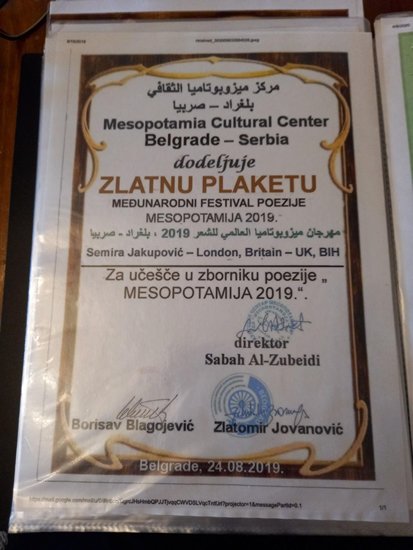 مركز ميزوبوتاميا الثقافي
بلغراد – صربيا
Mesopotamia Cultural Center
Belgrade – Serbia
dodeljuje
ZLATNU PLAKETU
MEĐUNARODNI FESTIVAL POEZIJE
MESOPOTAMIJA 2019.
مهرجان ميزوبوتاميا العالمي للشعر 2019 ، بلغراد - صربيا
Semira Jakupović – London, Britain – UK, BIH
Za učešče u zborniku poezije „
MESOPOTAMIJA 2019.“.
direktor
Sabah Al-Zubeidi
Borisav Blagojević
Zlatomir Jovanović
Belgrade, 24.08.2019.
1/1